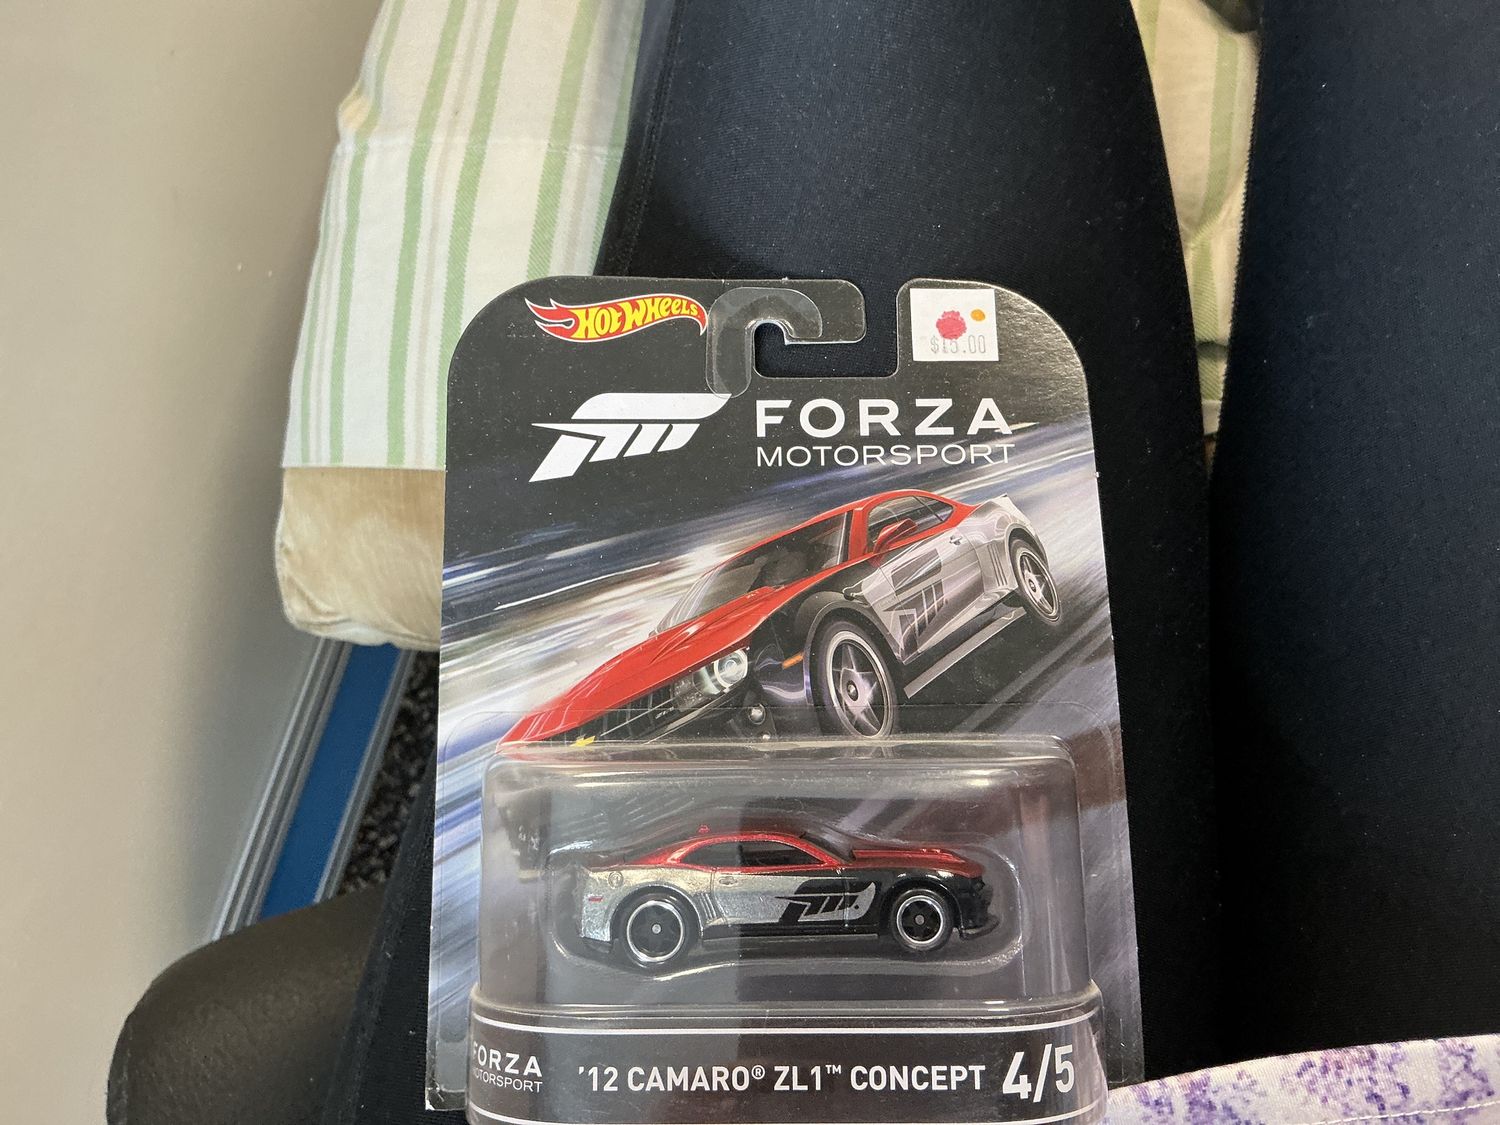 HOT WHEELS
$15.00
FORZA
MOTORSPORT
FORZA
MOTORSPORT
'12 CAMARO® ZL1™ CONCEPT 4/5